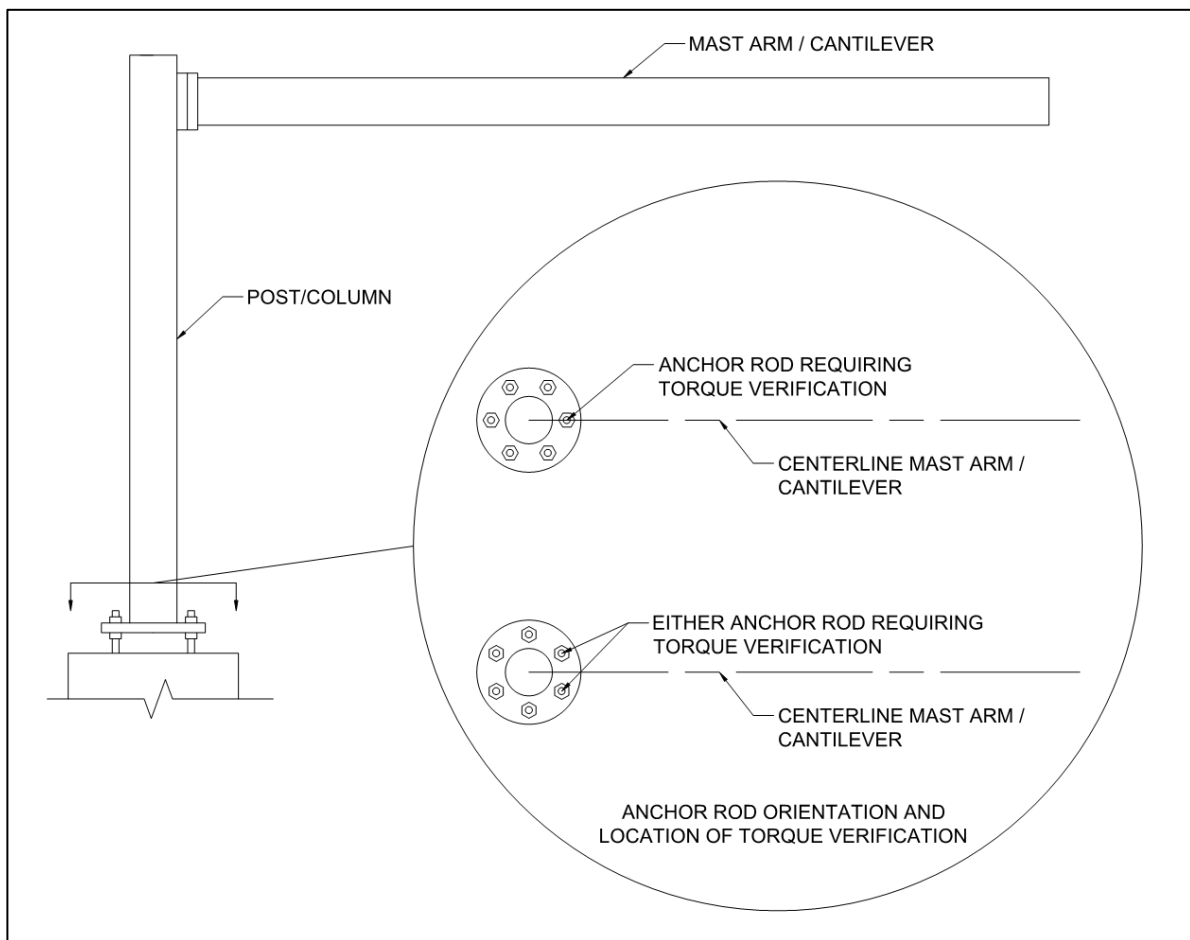 MAST ARM / CANTILEVER
POST/COLUMN
ANCHOR ROD REQUIRING
TORQUE VERIFICATION
CENTERLINE MAST ARM /
CANTILEVER
EITHER ANCHOR ROD REQUIRING
TORQUE VERIFICATION
CENTERLINE MAST ARM /
CANTILEVER
ANCHOR ROD ORIENTATION AND
LOCATION OF TORQUE VERIFICATION